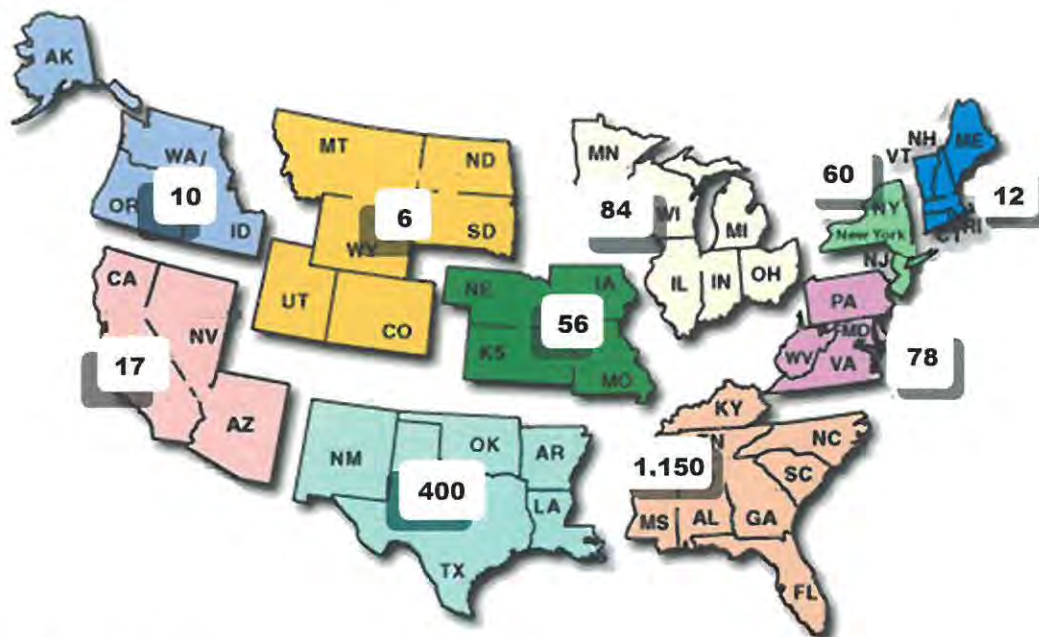 AK
WA/
OR
10
ID
MT
ND
6
WY
SD
UT
CO
MN
WI
84
MI
IL
IN
OH
60
NY
New York
NJ
NH
VT
ME
12
CT
RI
CA
NV
17
AZ
NE
IA
56
KS
MO
PA
MD
WV
VA
78
NM
OK
AR
400
LA
TX
KY
NC
1,150
SC
MS
AL
GA
FL